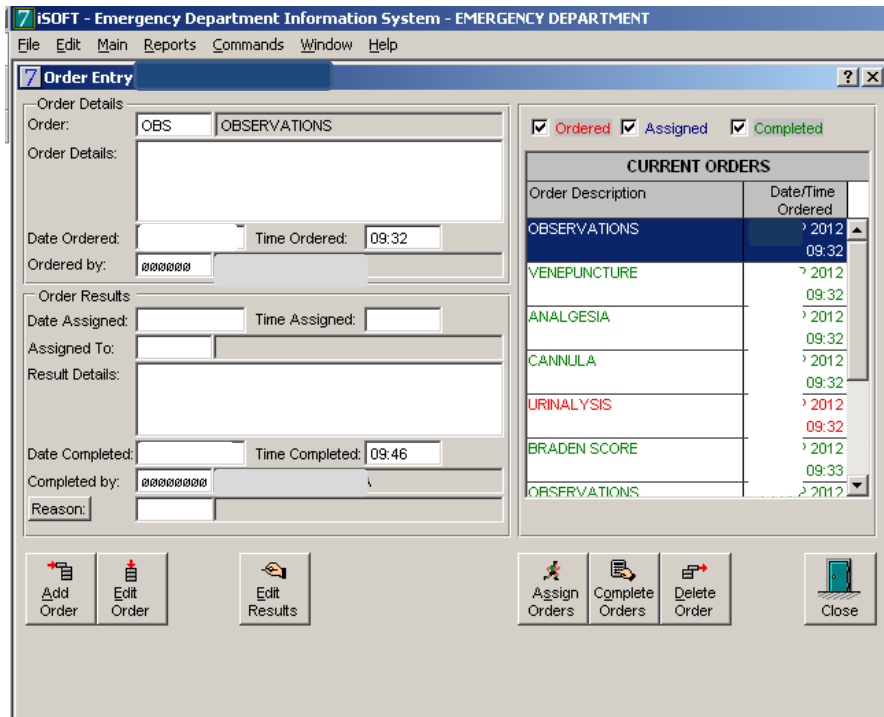 iSOFT - Emergency Department Information System - EMERGENCY DEPARTMENT
File Edit Main Reports Commands Window Help
Order Entry
Order Details
Order: OBS OBSERVATIONS
Order Details:
Date Ordered: Time Ordered: 09:32
Ordered by: øøøøøø
Order Results
Date Assigned: Time Assigned:
Assigned To:
Result Details:
Date Completed: Time Completed: 09:46
Completed by: øøøøøøøø
Reason:
Ordered Assigned Completed
CURRENT ORDERS
Order Description Date/Time
Ordered
OBSERVATIONS 2012
09:32
VENEPUNCTURE 2012
09:32
ANALGESIA 2012
09:32
CANNULA 2012
09:32
URINALYSIS 2012
09:32
BRADEN SCORE 2012
09:33
OBSERVATIONS 2012
Add Order
Edit Order
Edit Results
Assign Orders
Complete Orders
Delete Order
Close